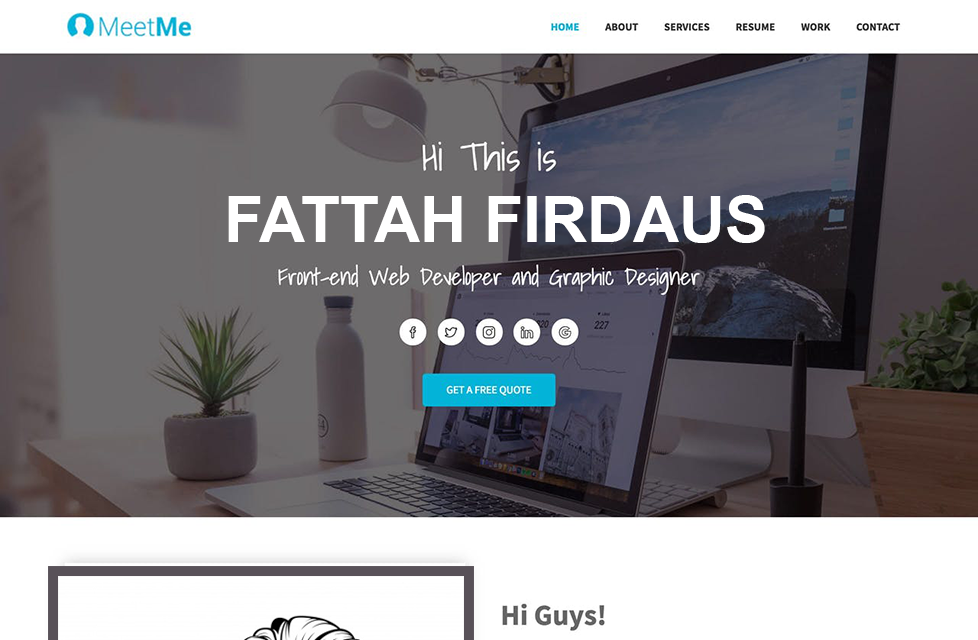 MeetMe
HOME ABOUT SERVICES RESUME WORK CONTACT
Hi This is
FATTAH FIRDAUS
Front-end Web Developer and Graphic Designer
227
GET A FREE QUOTE
Hi Guys!